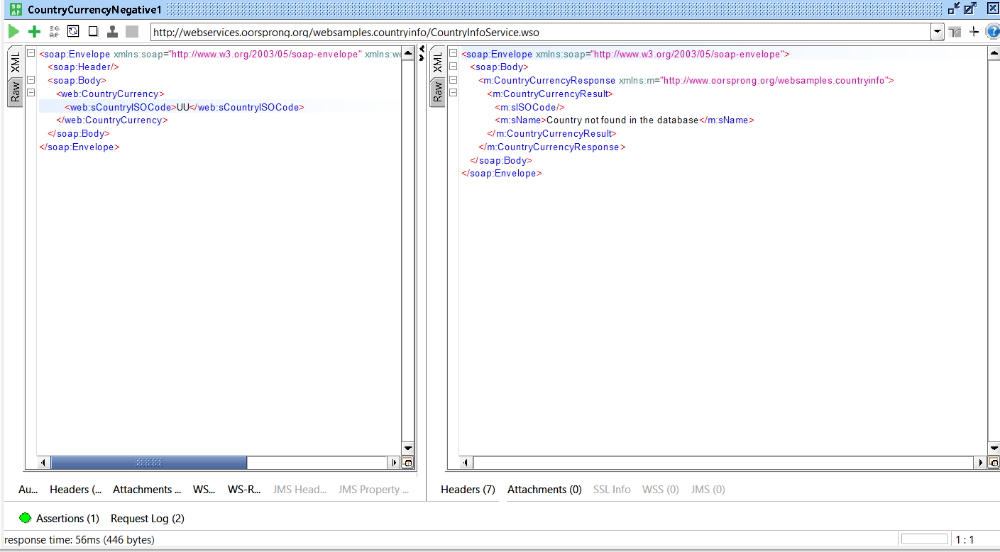 CountryCurrencyNegative1
http://webservices.oorsprong.org/websamples.countryinfo/CountryInfoService.wso
XML
Raw
<soap:Envelope xmlns:soap="http://www.w3.org/2003/05/soap-envelope" xmlns:we
<soap:Header/>
<soap:Body>
<web:CountryCurrency>
<web:sCountryISOCode>UU</web:sCountryISOCode>
</web:CountryCurrency>
</soap:Body>
</soap:Envelope>
XML
Raw
<soap:Envelope xmlns:soap="http://www.w3.org/2003/05/soap-envelope">
<soap:Body>
<m:CountryCurrencyResponse xmlns:m="http://www.oorsprong.org/websamples.countryinfo">
<m:CountryCurrencyResult>
<m:sISOCode/>
<m:sName>Country not found in the database</m:sName>
</m:CountryCurrencyResult>
</m:CountryCurrencyResponse>
</soap:Body>
</soap:Envelope>
Au... Headers (... Attachments ... WS... WS-R... JMS Head... JMS Property ...
Headers (7) Attachments (0) SSL Info WSS (0) JMS (0)
Assertions (1) Request Log (2)
response time: 56ms (446 bytes)
1 : 1